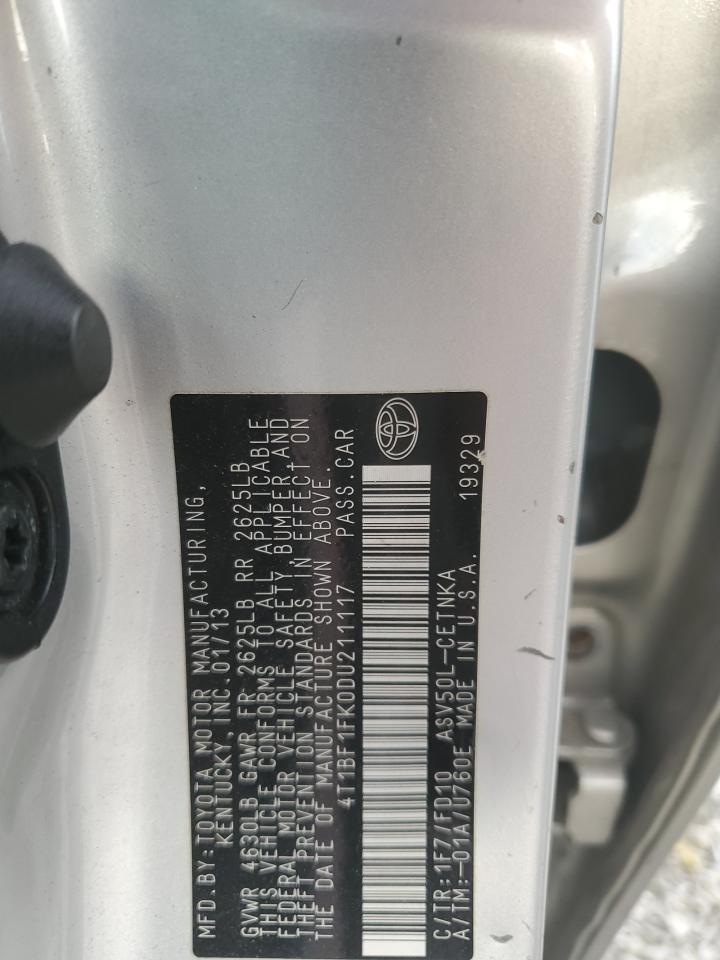 MFD.BY:TOYOTA MOTOR MANUFACTURING,
KENTUCKY, INC.01/13
GVWR 4630LB GAWR FR 2625LB RR 2625LB
THIS VEHICLE CONFORMS TO ALL APPLICABLE
FEDERAL MOTOR VEHICLE SAFETY,BUMPER,AND
THEFT PREVENTION STANDARDS IN EFFECT ON
THE DATE OF MANUFACTURE SHOWN ABOVE.
4T1BF1FK0DU211117 PASS.CAR
C/TR:1F7/FD10 ASV50L-CETNKA
A/TM:-01A/U760E MADE IN U.S.A. 19329